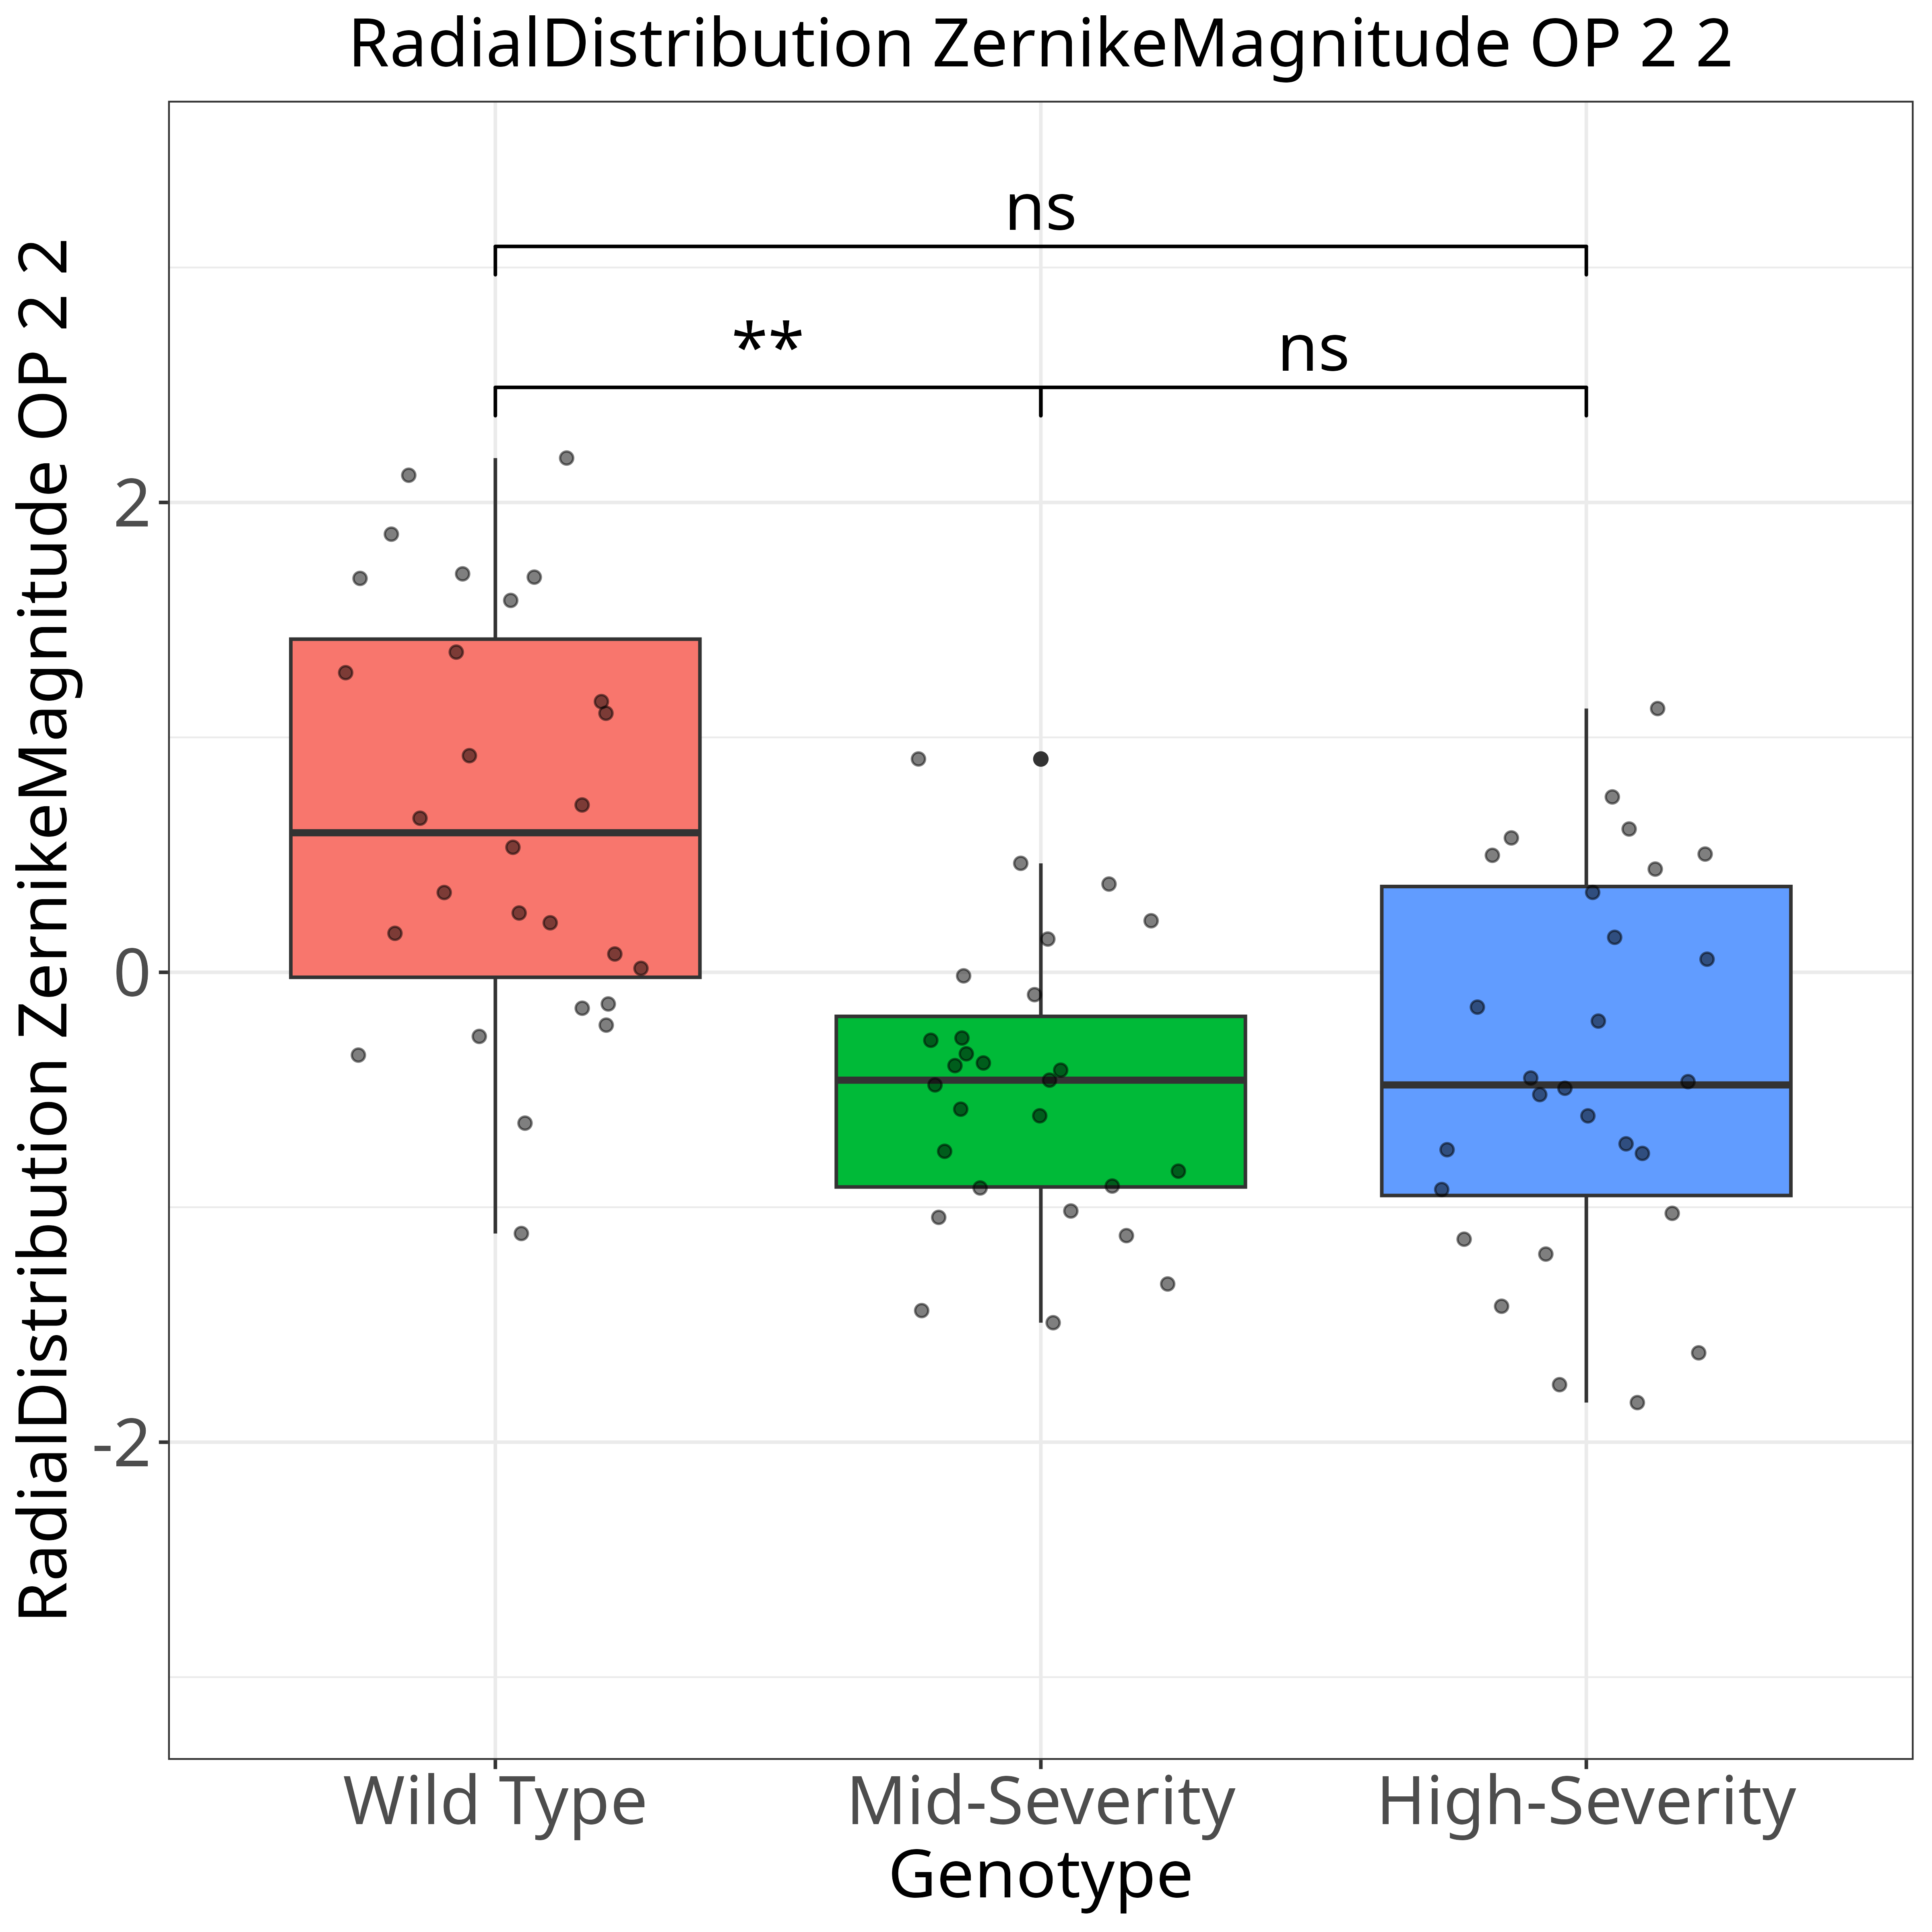 RadialDistribution ZernikeMagnitude OP 2 2
RadialDistribution ZernikeMagnitude OP 2 2
ns
**
ns
2
0
-2
Wild Type
Mid-Severity
High-Severity
Genotype